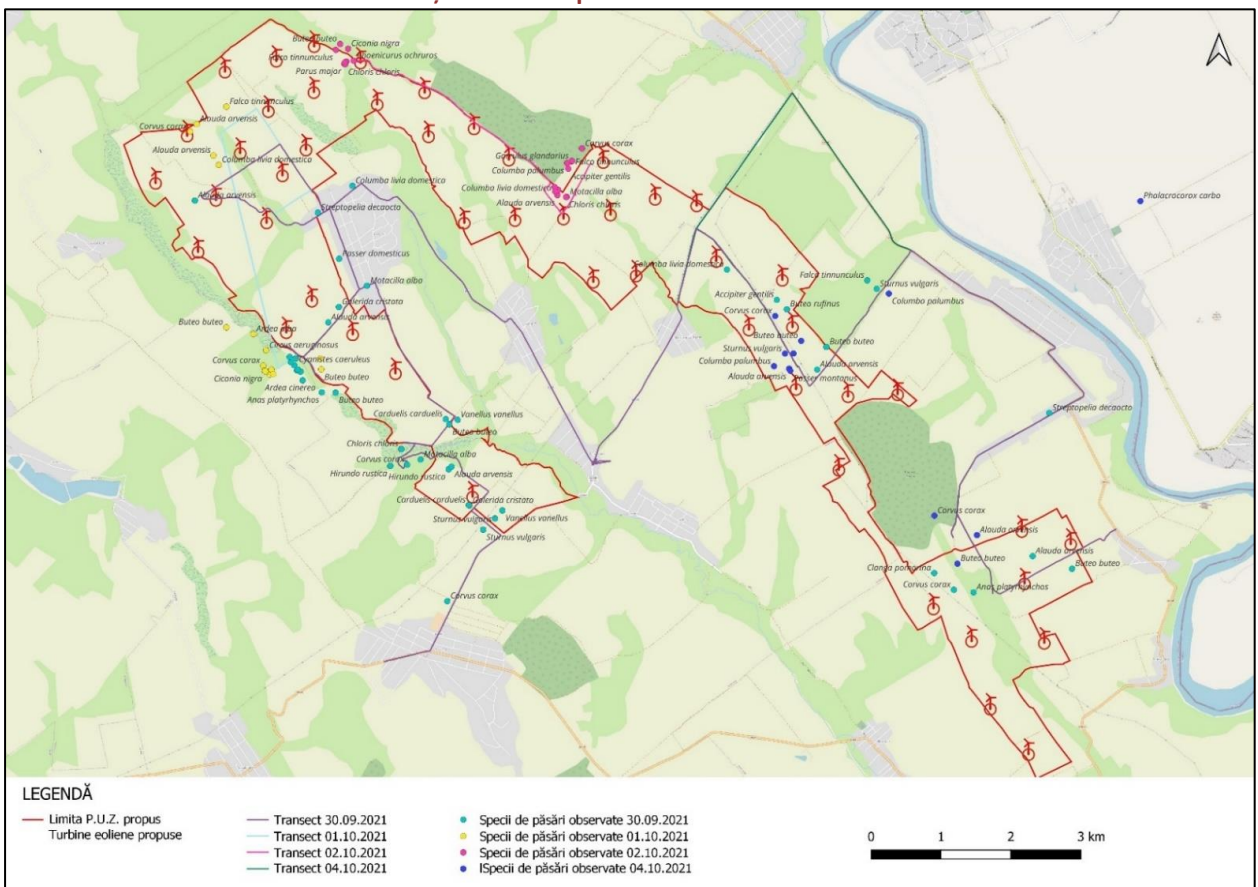 Buteo buteo
Ciconia nigra
Phoenicurus ochruros
Falco tinnunculus
Parus major
Chloris chloris
Falco tinnunculus
Alauda arvensis
Corvus corax
Alauda arvensis
Columba livia domestica
Corvus corax
Garrulus glandarius
Falco tinnunculus
Columba palumbus
Accipiter gentilis
Columba livia domestica
Motacilla alba
Alauda arvensis
Chloris chloris
Columba livia domestica
Alauda arvensis
Streptopelia decaocto
Phalacrocorax carbo
Passer domesticus
Columba livia domestica
Motacilla alba
Falco tinnunculus
Sturnus vulgaris
Columba palumbus
Accipiter gentilis
Buteo rufinus
Galerida cristata
Corvus corax
Alauda arvensis
Buteo buteo
Ardea alba
Buteo buteo
Buteo buteo
Circus aeruginosus
Sturnus vulgaris
Corvus corax
Cyanistes caeruleus
Columba palumbus
Alauda arvensis
Ciconia nigra
Buteo buteo
Alauda arvensis
Passer montanus
Ardea cinerea
Anas platyrhynchos
Buteo buteo
Streptopelia decaocto
Carduelis carduelis
Vanellus vanellus
Buteo buteo
Chloris chloris
Corvus corax
Motacilla alba
Hirundo rustica
Hirundo rustica
Alauda arvensis
Carduelis carduelis
Galerida cristata
Sturnus vulgaris
Vanellus vanellus
Sturnus vulgaris
Corvus corax
Alauda arvensis
Alauda arvensis
Buteo buteo
Clanga pomarina
Buteo buteo
Corvus corax
Anas platyrhynchos
Corvus corax
LEGENDĂ
Limita P.U.Z. propus
Turbine eoliene propuse
Transect 30.09.2021
Transect 01.10.2021
Transect 02.10.2021
Transect 04.10.2021
Specii de păsări observate 30.09.2021
Specii de păsări observate 01.10.2021
Specii de păsări observate 02.10.2021
lSpecii de păsări observate 04.10.2021
0 1 2 3 km